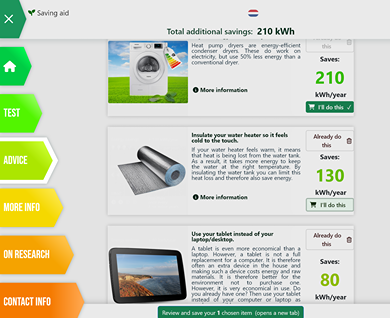 Saving aid
Total additional savings: 210 kWh
Heat pump dryers are energy-efficient
condenser dryers. These do work on
electricity, but use 50% less energy than a
conventional dryer.
More information
this
Saves:
210
kWh/year
I'll do this
TEST
ADVICE
MORE INFO
ON RESEARCH
CONTACT INFO
Insulate your water heater so it feels
cold to the touch.
If your water heater feels warm, it
means that heat is being lost from the water tank.
As a result, it takes more energy to keep
the water at the right temperature. By
insulating the water tank you can limit this
heat loss and therefore also save energy.
More information
Already do
this
Saves:
130
kWh/year
I'll do this
Use your tablet instead of your
laptop/desktop.
A tablet is even more economical than a
laptop. However, a tablet is not a full
replacement for a computer. It is therefore
often an extra device in the house and
making such a device costs energy and raw
materials. It is therefore better for the
environment not to purchase one.
However, it is very economical in use. Do
you already have one? Then use your tablet
instead of your computer or laptop as
Already do
this
Saves:
80
kWh/year
Review and save your 1 chosen item (opens a new tab)